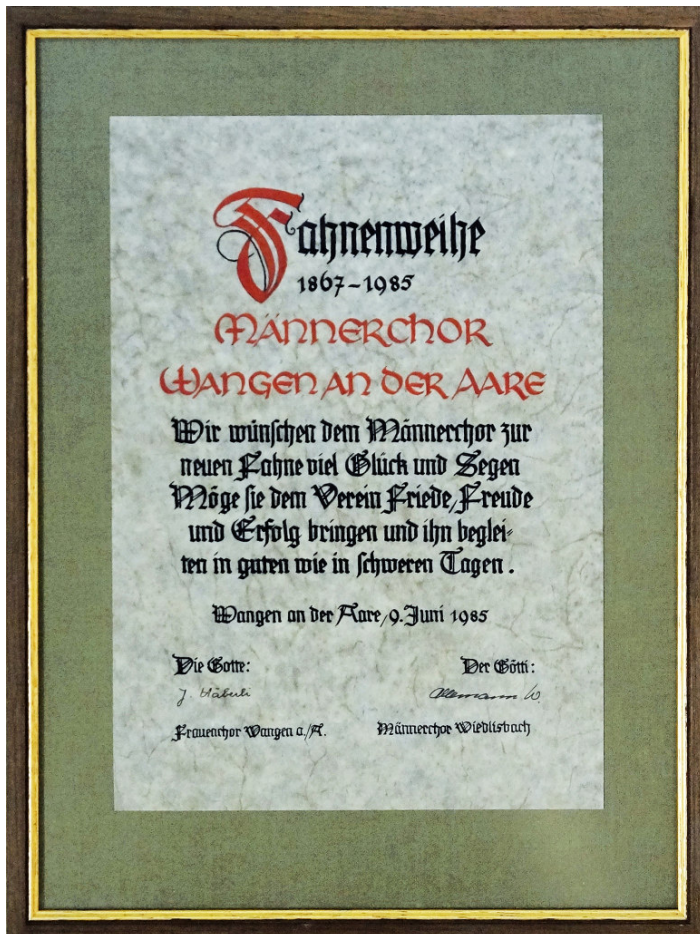 Fahnenweihe
1867-1985
MÄNNERCHOR
WANGEN AN DER AARE
Wir wünschen dem Männerchor zur
neuen Fahne viel Glück und Segen
Möge sie dem Verein Friede, Freude
und Erfolg bringen und ihn beglei-
ten in guten wie in schweren Tagen.
Wangen an der Aare, 9. Juni 1985
Die Gotte: Der Götti:
J. Häberli Allemann W.
Frauenchor Wangen a./A. Männerchor Wiedlisbach